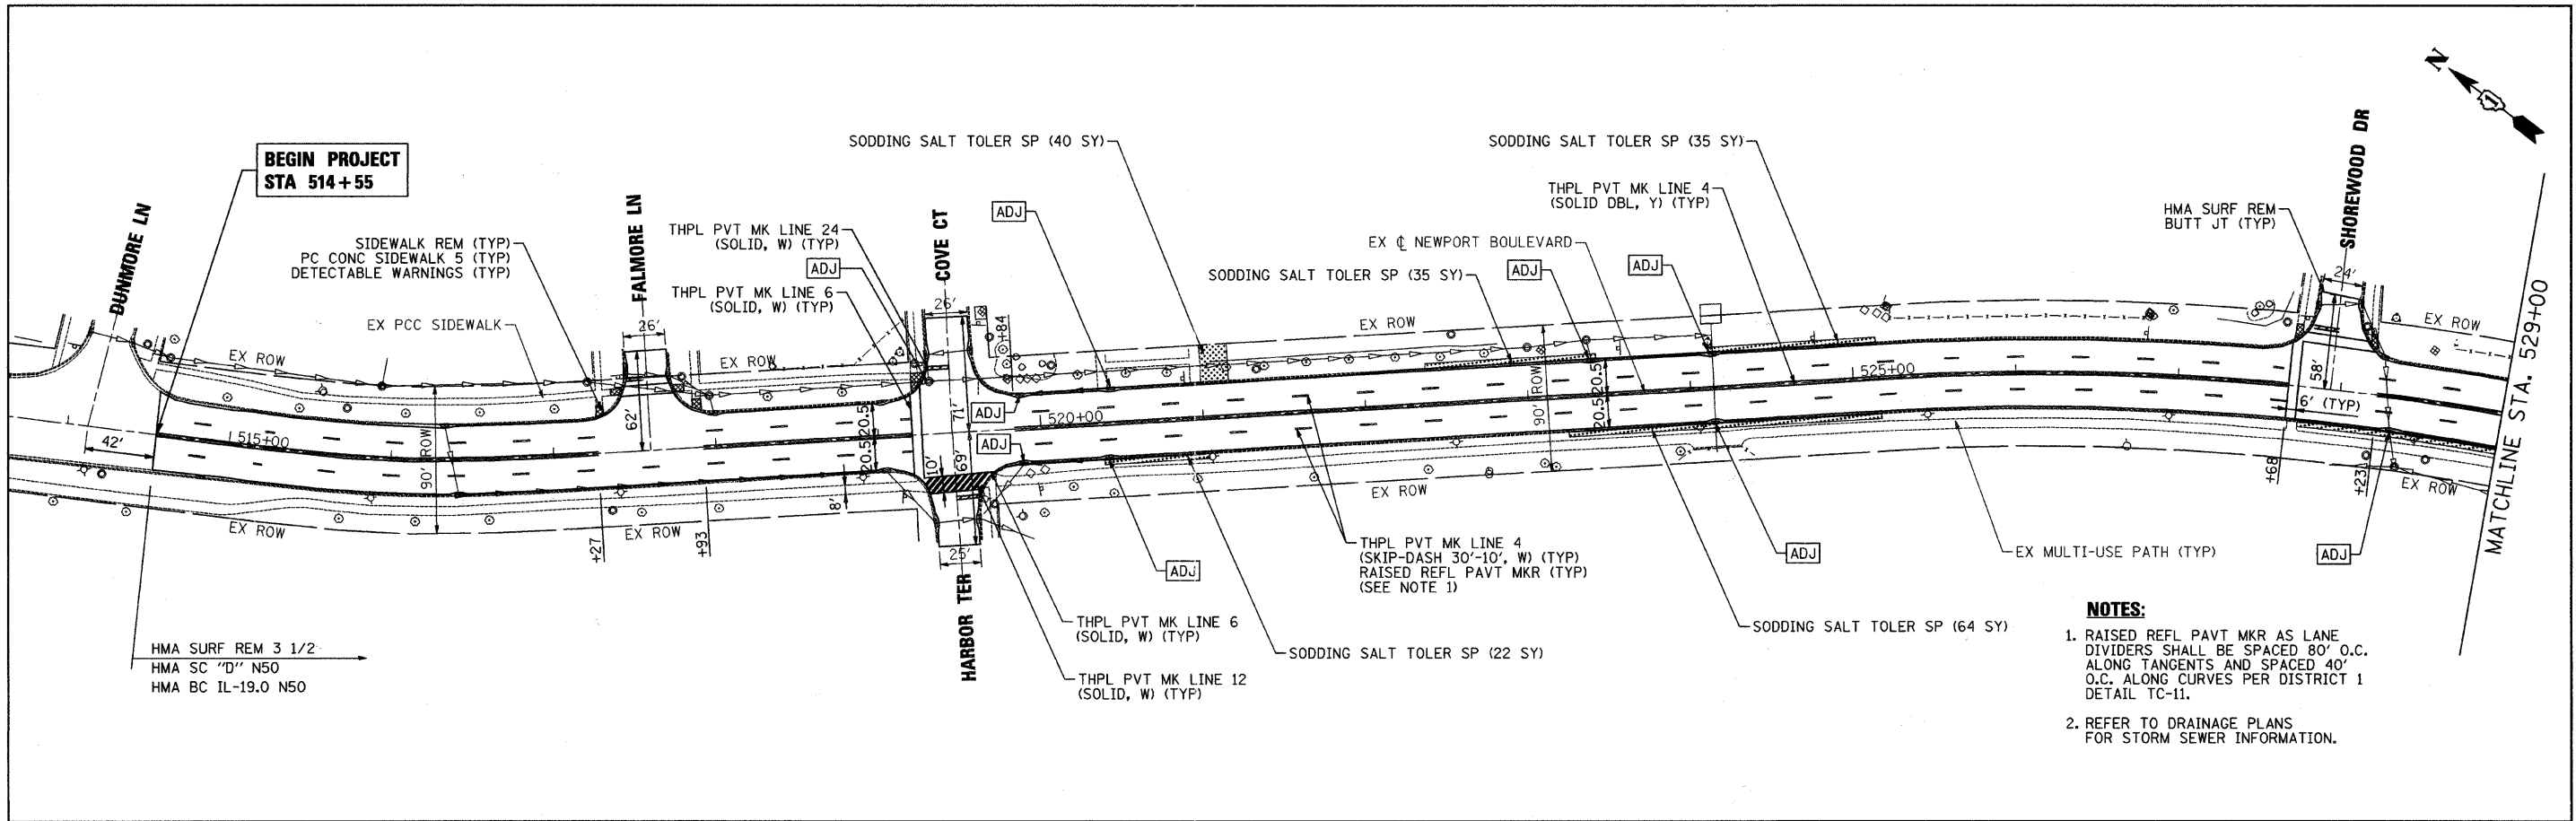 BEGIN PROJECT
STA 514+55
DUNMORE LN
SIDEWALK REM (TYP)
PC CONC SIDEWALK 5 (TYP)
DETECTABLE WARNINGS (TYP)
EX PCC SIDEWALK
FALMORE LN
THPL PVT MK LINE 24
(SOLID, W) (TYP)
ADJ
THPL PVT MK LINE 6
(SOLID, W) (TYP)
COVE CT
SODDING SALT TOLER SP (40 SY)
ADJ
SODDING SALT TOLER SP (35 SY)
THPL PVT MK LINE 4
(SOLID DBL, Y) (TYP)
EX ℄ NEWPORT BOULEVARD
SODDING SALT TOLER SP (35 SY)
ADJ
ADJ
HMA SURF REM
BUTT JT (TYP)
SHOREWOOD DR
N
1
MATCHLINE STA. 529+00
EX ROW
EX ROW
EX ROW
EX ROW
26'
26'
+84
24'
42'
515+00
90' ROW
62'
20.5
20.5
71'
69'
10'
8'
ADJ
ADJ
520+00
90' ROW
20.5
20.5
525+00
58'
6' (TYP)
+68
+23
EX ROW
EX ROW
EX ROW
EX ROW
+27
+93
25'
HARBOR TER
ADJ
THPL PVT MK LINE 4
(SKIP-DASH 30'-10', W) (TYP)
RAISED REFL PAVT MKR (TYP)
(SEE NOTE 1)
ADJ
EX MULTI-USE PATH (TYP)
ADJ
THPL PVT MK LINE 6
(SOLID, W) (TYP)
SODDING SALT TOLER SP (22 SY)
SODDING SALT TOLER SP (64 SY)
THPL PVT MK LINE 12
(SOLID, W) (TYP)
HMA SURF REM 3 1/2
HMA SC "D" N50
HMA BC IL-19.0 N50
NOTES:
1. RAISED REFL PAVT MKR AS LANE
DIVIDERS SHALL BE SPACED 80' O.C.
ALONG TANGENTS AND SPACED 40'
O.C. ALONG CURVES PER DISTRICT 1
DETAIL TC-11.
2. REFER TO DRAINAGE PLANS
FOR STORM SEWER INFORMATION.